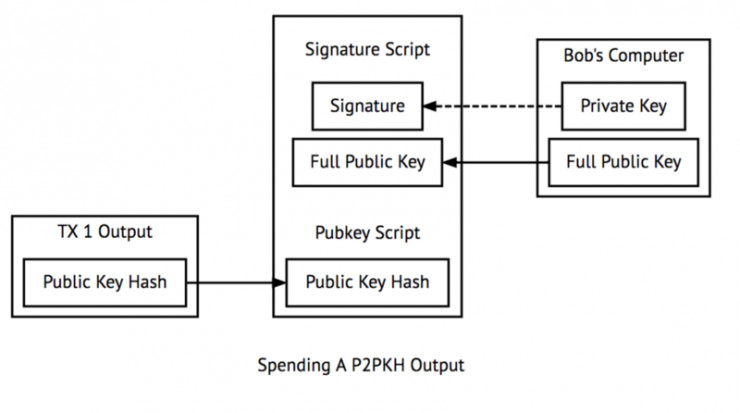 Signature Script
Bob's Computer
Signature
Private Key
Full Public Key
Full Public Key
TX 1 Output
Pubkey Script
Public Key Hash
Public Key Hash
Spending A P2PKH Output